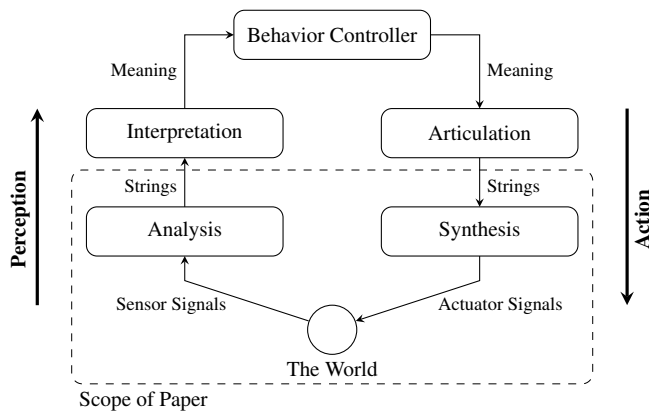 Behavior Controller
Meaning
Meaning
Interpretation
Articulation
Perception
Action
Strings
Strings
Analysis
Synthesis
Sensor Signals
Actuator Signals
The World
Scope of Paper